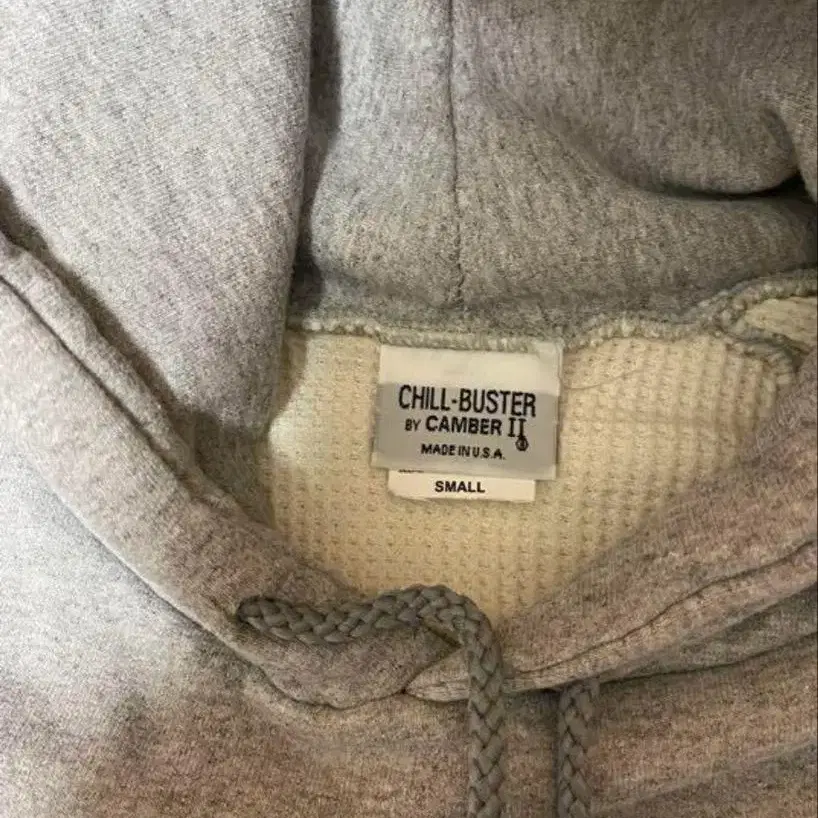 CHILL-BUSTER
BY CAMBER II
MADE IN U.S.A.
SMALL